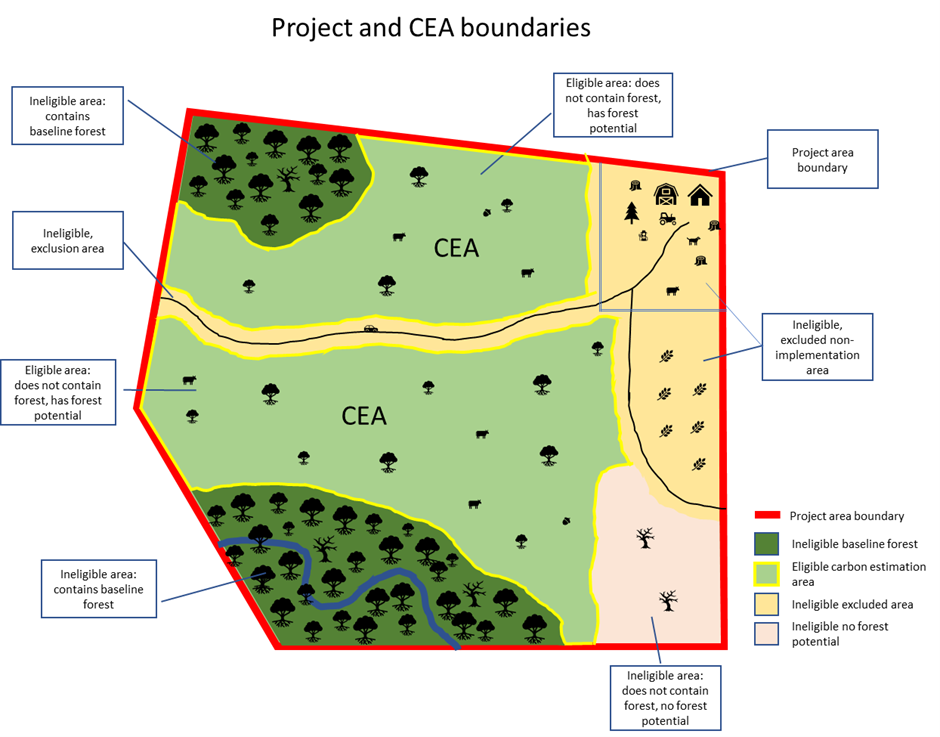 Project and CEA boundaries
Ineligible area:
contains
baseline forest
Eligible area: does
not contain forest,
has forest
potential
Project area
boundary
Ineligible,
exclusion area
CEA
Ineligible,
excluded non-
implementation
area
Eligible area:
does not contain
forest, has forest
potential
CEA
Ineligible area:
contains baseline
forest
Project area boundary
Ineligible baseline forest
Eligible carbon estimation
area
Ineligible excluded area
Ineligible no forest
potential
Ineligible area:
does not contain
forest, no forest
potential